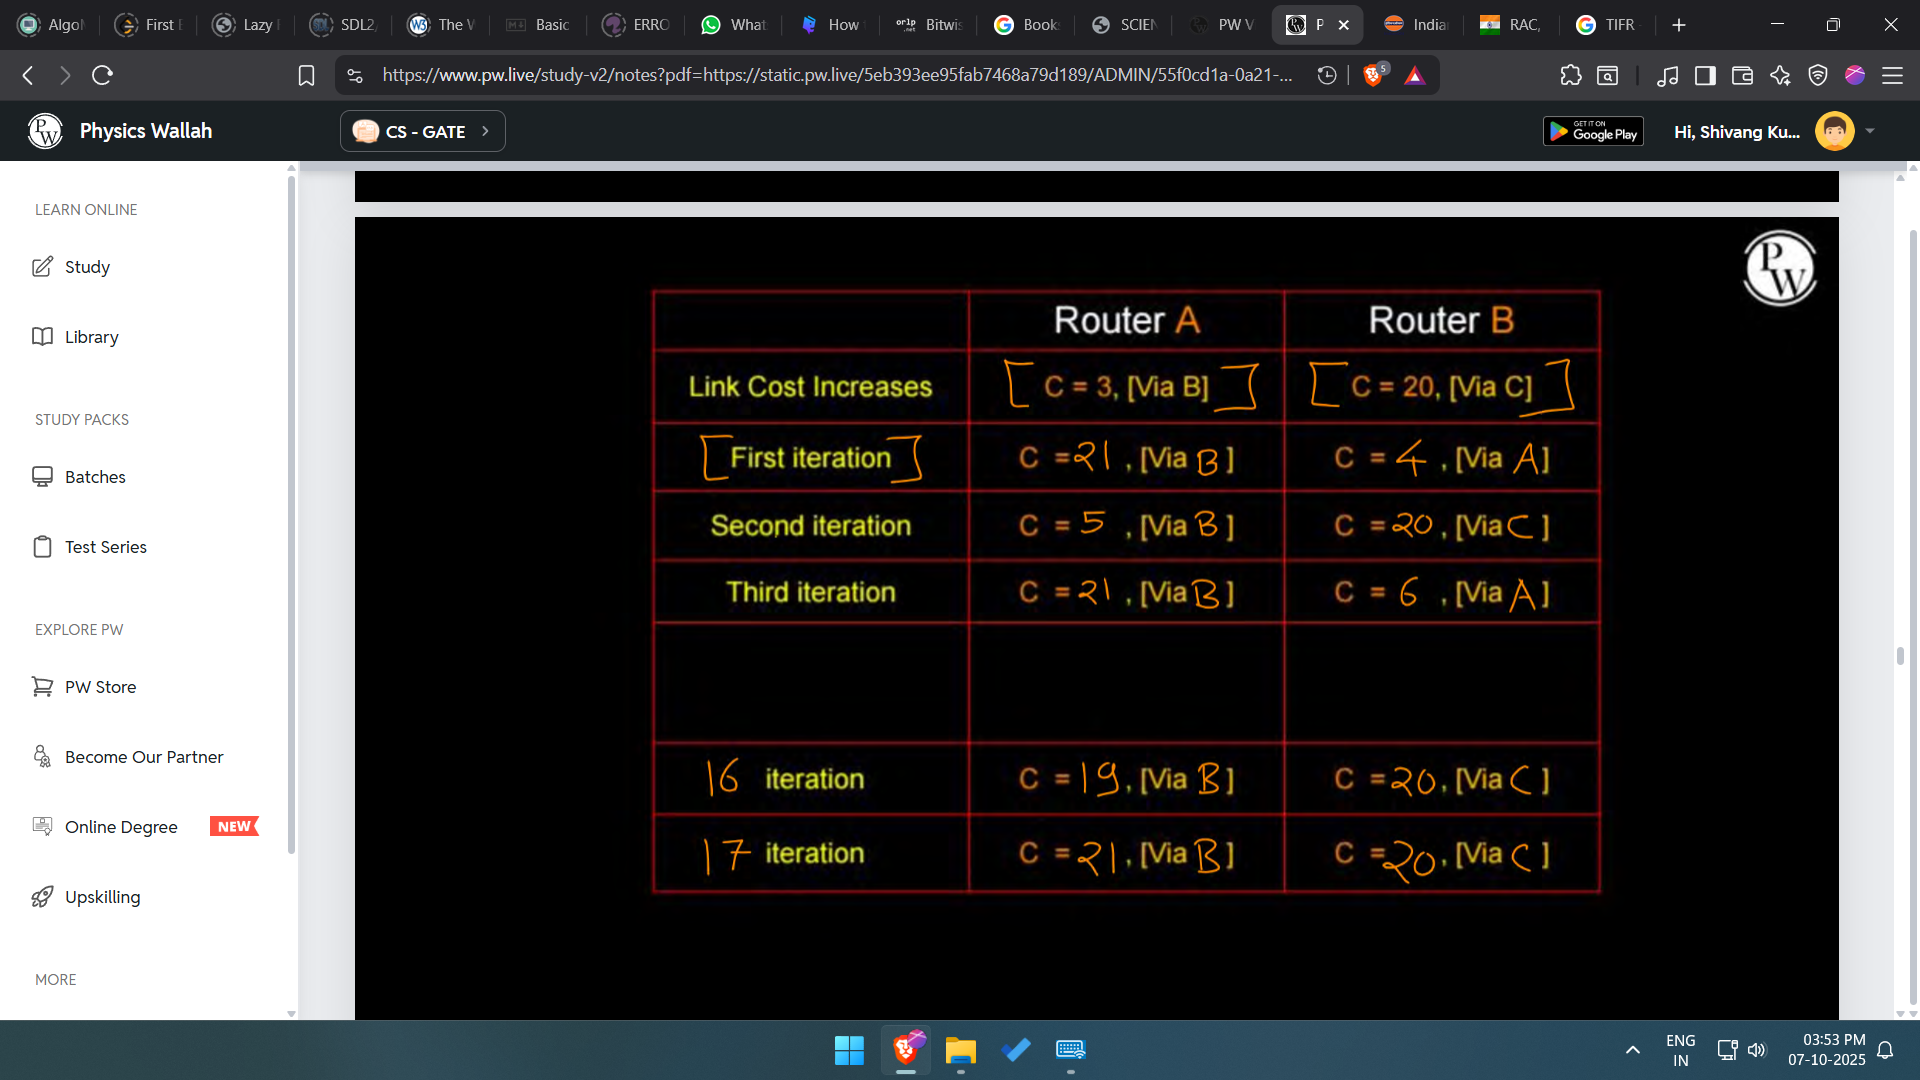 AlgoM
First E
Lazy
SDL2,
The V
Basic
ERRO
What
How
orlp .net
Bitwis
Book
SCIEN
PW V
P
India
RAC,
TIFR
https://www.pw.live/study-v2/notes?pdf=https://static.pw.live/5eb393ee95fab7468a79d189/ADMIN/55f0cd1a-0a21-...
5
Physics Wallah
CS - GATE
GET IT ON
Google Play
Hi, Shivang Ku...
LEARN ONLINE
Study
Library
STUDY PACKS
Batches
Test Series
EXPLORE PW
PW Store
Become Our Partner
Online Degree NEW
Upskilling
MORE
PW
Router A Router B
Link Cost Increases [C = 3, [Via B]] [C = 20, [Via C]]
[First iteration] C = 21, [Via B] C = 4, [Via A]
Second iteration C = 5, [Via B] C = 20, [Via C]
Third iteration C = 21, [Via B] C = 6, [Via A]
16 iteration C = 19, [Via B] C = 20, [Via C]
17 iteration C = 21, [Via B] C = 20, [Via C]
ENG
IN
03:53 PM
07-10-2025